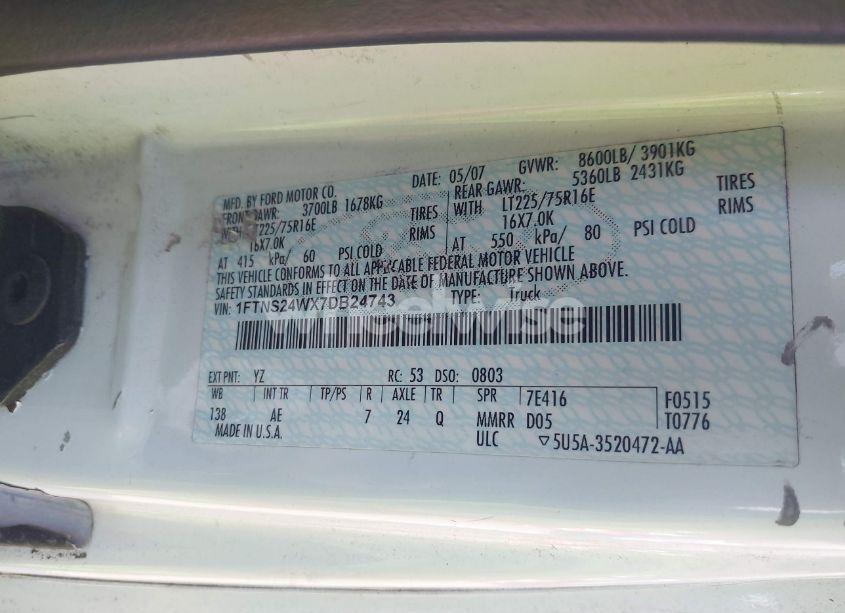 MFD. BY FORD MOTOR CO. DATE: 05/07 GVWR: 8600LB/ 3901KG
FRONT GAWR: 3700LB 1678KG REAR GAWR: 5360LB 2431KG
WITH LT225/75R16E TIRES WITH LT225/75R16E TIRES
16X7.0K RIMS 16X7.0K RIMS
AT 415 kPa/ 60 PSI COLD AT 550 kPa/ 80 PSI COLD
THIS VEHICLE CONFORMS TO ALL APPLICABLE FEDERAL MOTOR VEHICLE
SAFETY STANDARDS IN EFFECT ON THE DATE OF MANUFACTURE SHOWN ABOVE.
VIN: 1FTNS24WX7DB24743 TYPE: Truck
wheelwise
EXT PNT: YZ RC: 53 DSO: 0803
WB INT TR TP/PS R AXLE TR SPR 7E416 F0515
138 AE 7 24 Q MMRR D05 T0776
MADE IN U.S.A. ULC ▽5U5A-3520472-AA